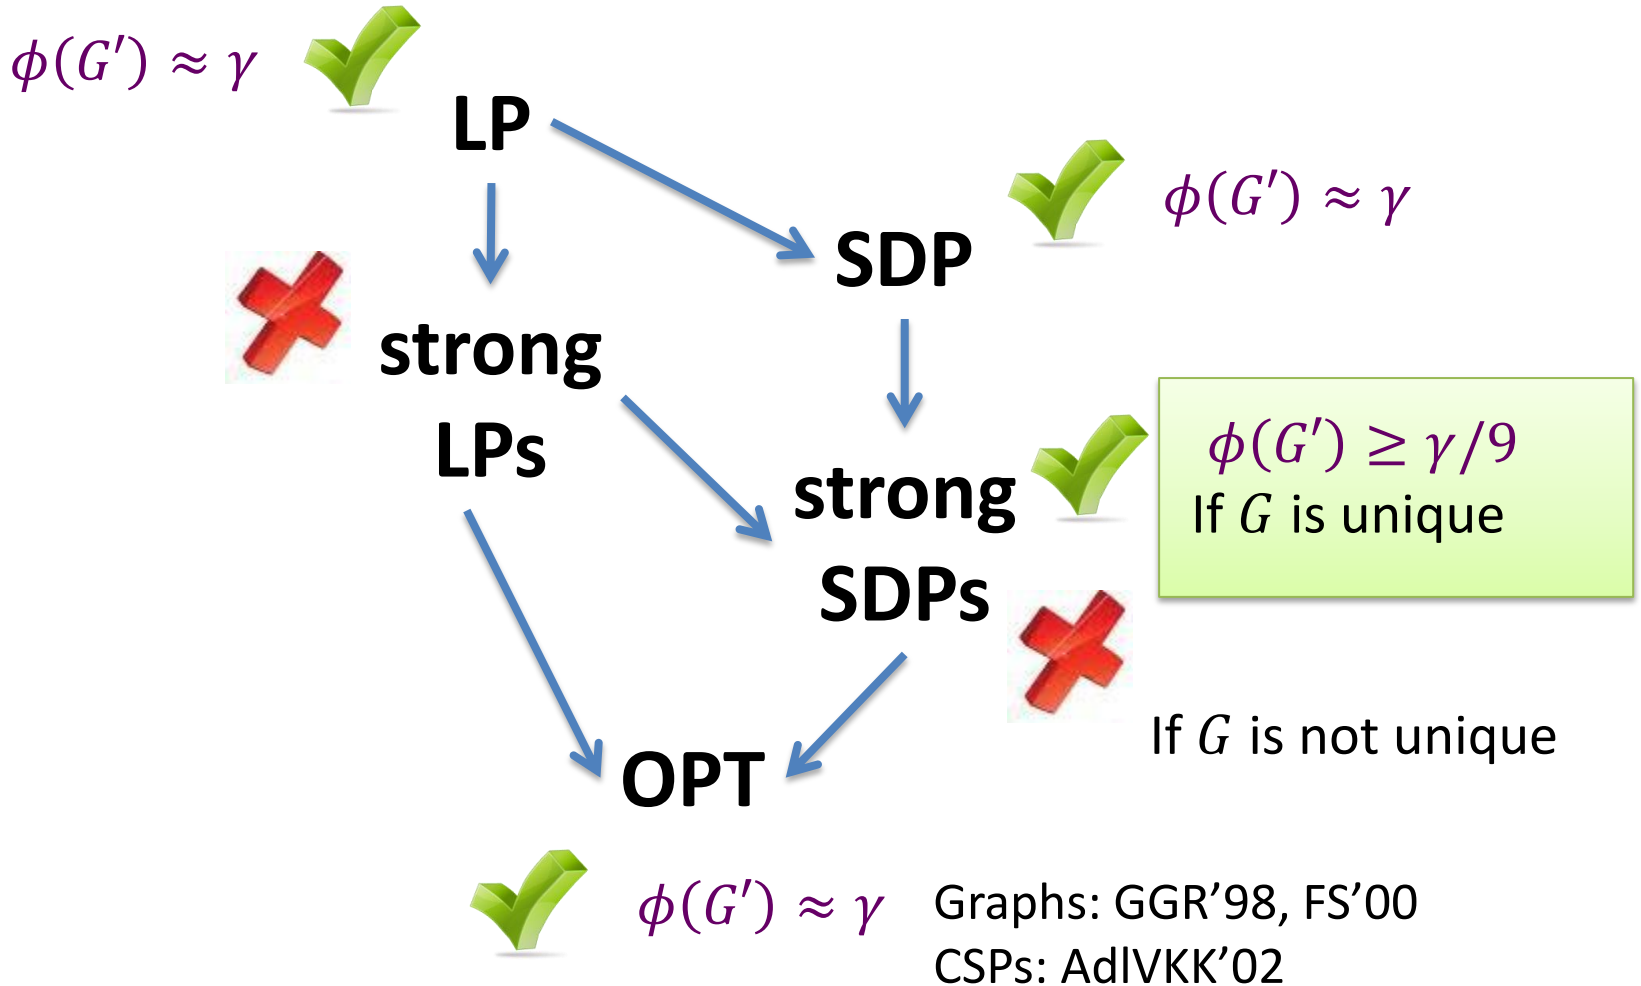 𝜙(𝐺′) ≈ 𝛾
LP
𝜙(𝐺′) ≈ 𝛾
SDP
strong
LPs
𝜙(𝐺′) ≥ 𝛾/9
If 𝐺 is unique
strong
SDPs
If 𝐺 is not unique
OPT
𝜙(𝐺′) ≈ 𝛾
Graphs: GGR’98, FS’00
CSPs: AdlVKK’02